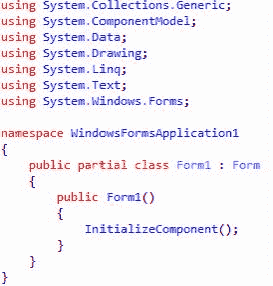 using System.Collections.Generic;
using System.ComponentModel;
using System.Data;
using System.Drawing;
using System.Linq;
using System.Text;
using System.Windows.Forms;

namespace WindowsFormsApplication1
{
    public partial class Form1 : Form
    {
        public Form1()
        {
            InitializeComponent();
        }
    }
}